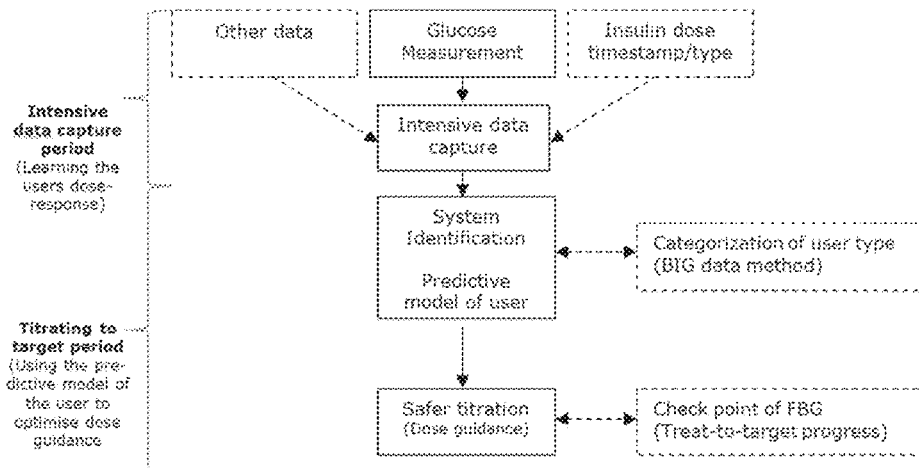 Other data
Glucose
Measurement
Insulin dose
timestamp/type
Intensive
data capture
period
(Learning the
users dose-
response)
Intensive data
capture
System
Identification
Predictive
model of user
Categorization of user type
(BIG data method)
Titrating to
target period
(Using the pre-
dictive model of
the user to
optimise dose
guidance
Safer titration
(Dose guidance)
Check point of FBG
(Treat-to-target progress)